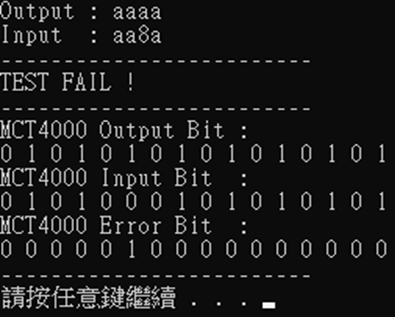 Output : aaaa
Input  : aa8a
------------------------
TEST FAIL !
------------------------
MCT4000 Output Bit :
0 1 0 1 0 1 0 1 0 1 0 1 0 1 0 1
MCT4000 Input Bit  :
0 1 0 1 0 0 0 1 0 1 0 1 0 1 0 1
MCT4000 Error Bit  :
0 0 0 0 0 1 0 0 0 0 0 0 0 0 0 0
------------------------
請按任意鍵繼續 . . .